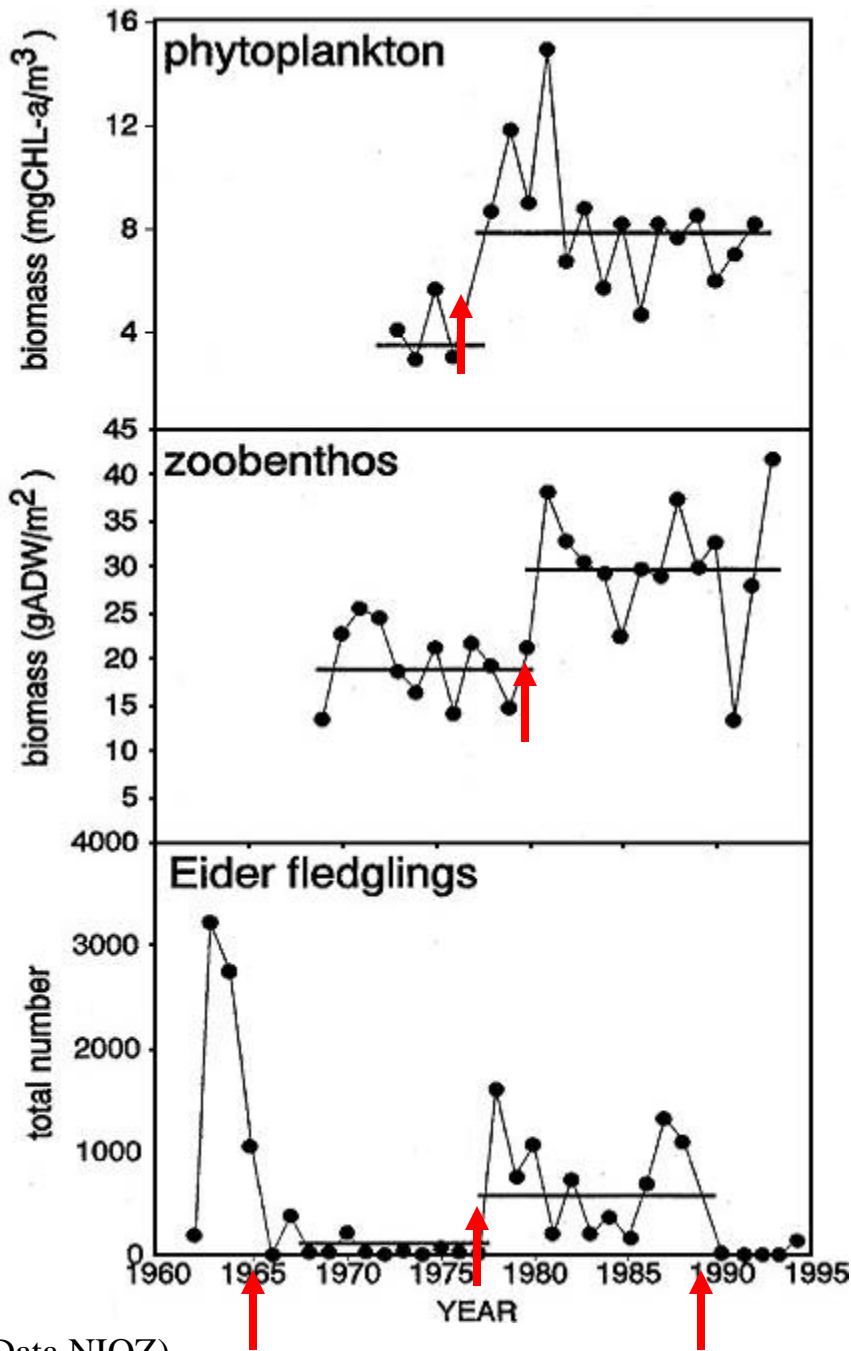 phytoplankton
16
12
8
4
biomass (mgCHL-a/m³)
zoobenthos
45
40
35
30
25
20
15
10
5
biomass (gADW/m²)
Eider fledglings
4000
3000
2000
1000
0
total number
1960 1965 1970 1975 1980 1985 1990 1995
YEAR
Data NIOZ)